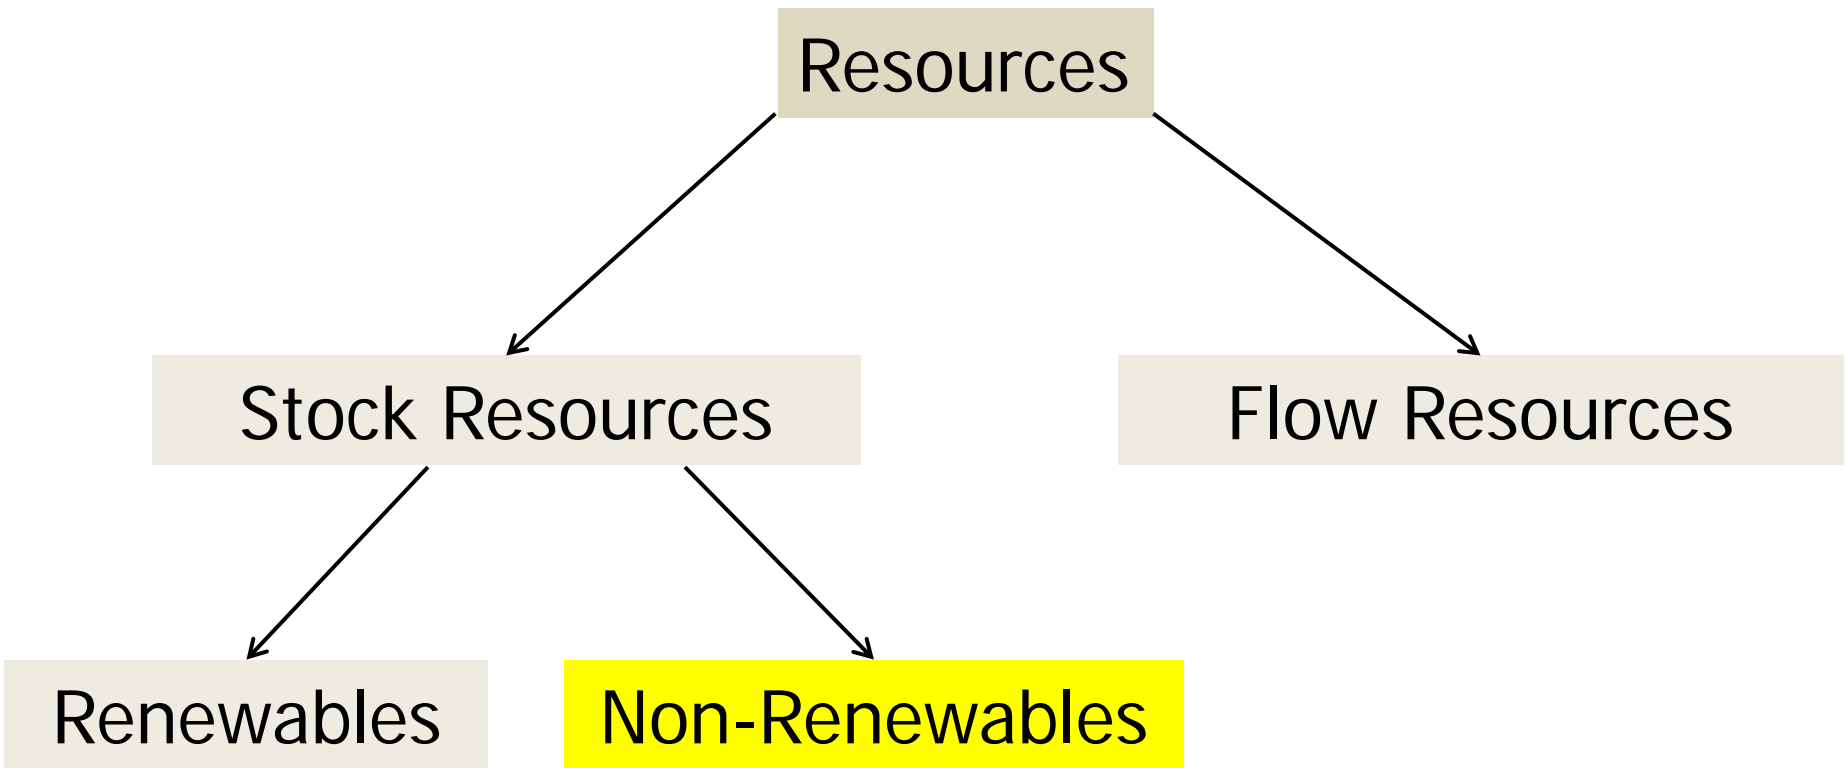 Resources
Stock Resources
Flow Resources
Renewables
Non-Renewables